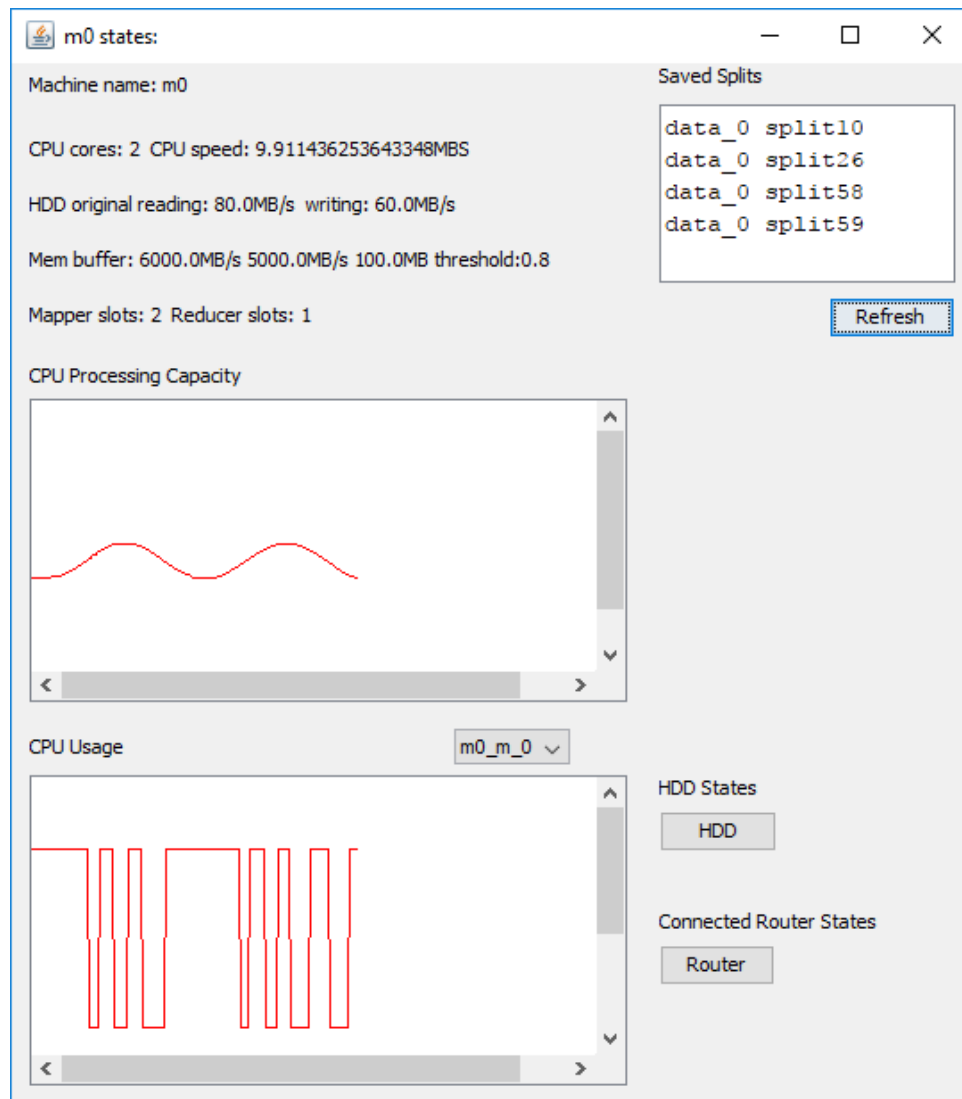 m0 states:
Machine name: m0
CPU cores: 2 CPU speed: 9.911436253643348MBS
HDD original reading: 80.0MB/s writing: 60.0MB/s
Mem buffer: 6000.0MB/s 5000.0MB/s 100.0MB threshold:0.8
Mapper slots: 2 Reducer slots: 1
Saved Splits
data_0 split10
data_0 split26
data_0 split58
data_0 split59
Refresh
CPU Processing Capacity
CPU Usage
m0_m_0
HDD States
HDD
Connected Router States
Router